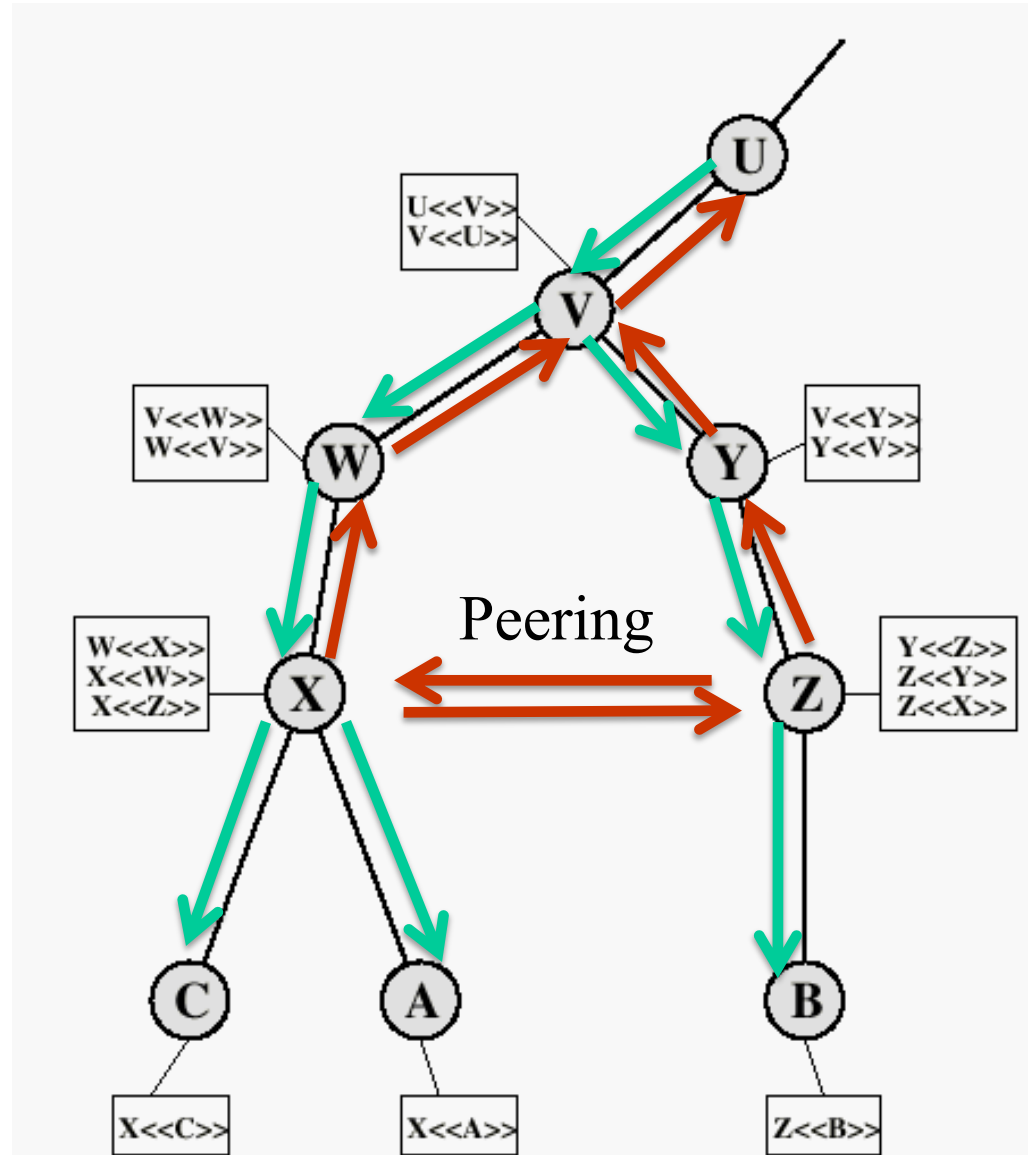 U
U<<V>>
V<<U>>
V
V<<W>>
W<<V>>
W
Y
V<<Y>>
Y<<V>>
Peering
W<<X>>
X<<W>>
X<<Z>>
X
Z
Y<<Z>>
Z<<Y>>
Z<<X>>
C
A
B
X<<C>>
X<<A>>
Z<<B>>